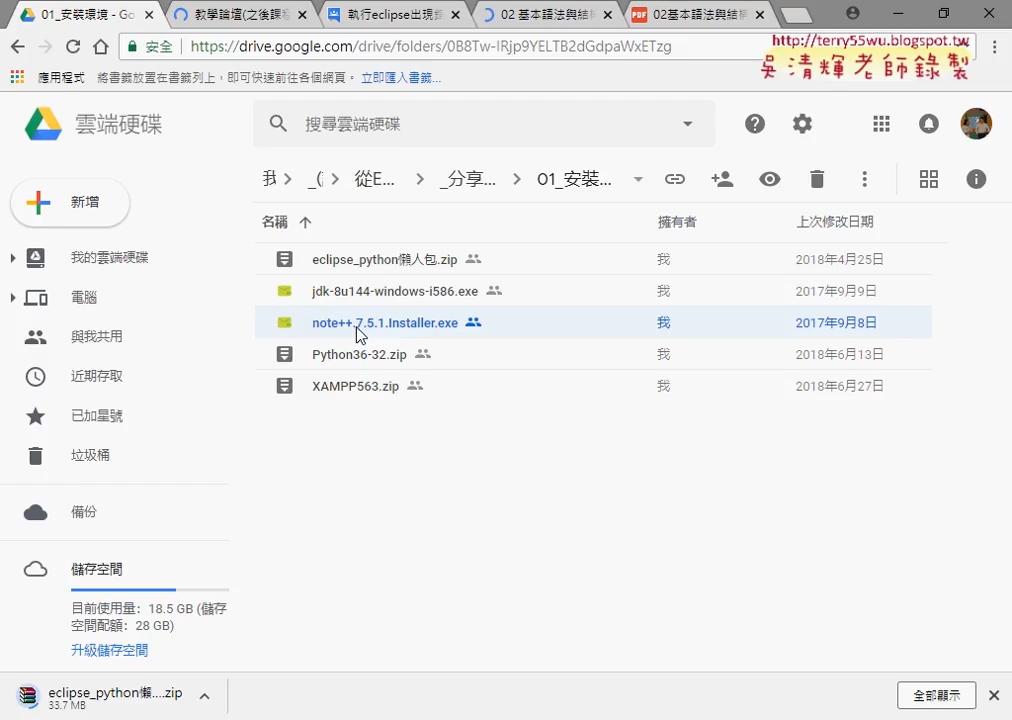 01_安裝環境 - Go
教學論壇(之後課程
執行eclipse出現錯
02 基本語法與結構
PDF 02基本語法與結構
安全 https://drive.google.com/drive/folders/0B8Tw-IRjp9YELTB2dGdpaWxETzg
http://terry55wu.blogspot.tw
吳清輝老師錄製
應用程式 將書籤放置在書籤列上，即可快速前往各個網頁。 立即匯入書籤...
雲端硬碟
搜尋雲端硬碟
新增
我 _( 從E... _分享... 01_安裝...
名稱 擁有者 上次修改日期
eclipse_python懶人包.zip 我 2018年4月25日
jdk-8u144-windows-i586.exe 我 2017年9月9日
note++.7.5.1.Installer.exe 我 2017年9月8日
Python36-32.zip 我 2018年6月13日
XAMPP563.zip 我 2018年6月27日
我的雲端硬碟
電腦
與我共用
近期存取
已加星號
垃圾桶
備份
儲存空間
目前使用量：18.5 GB (儲存
空間配額：28 GB)
升級儲存空間
eclipse_python懶....zip
33.7 MB
全部顯示